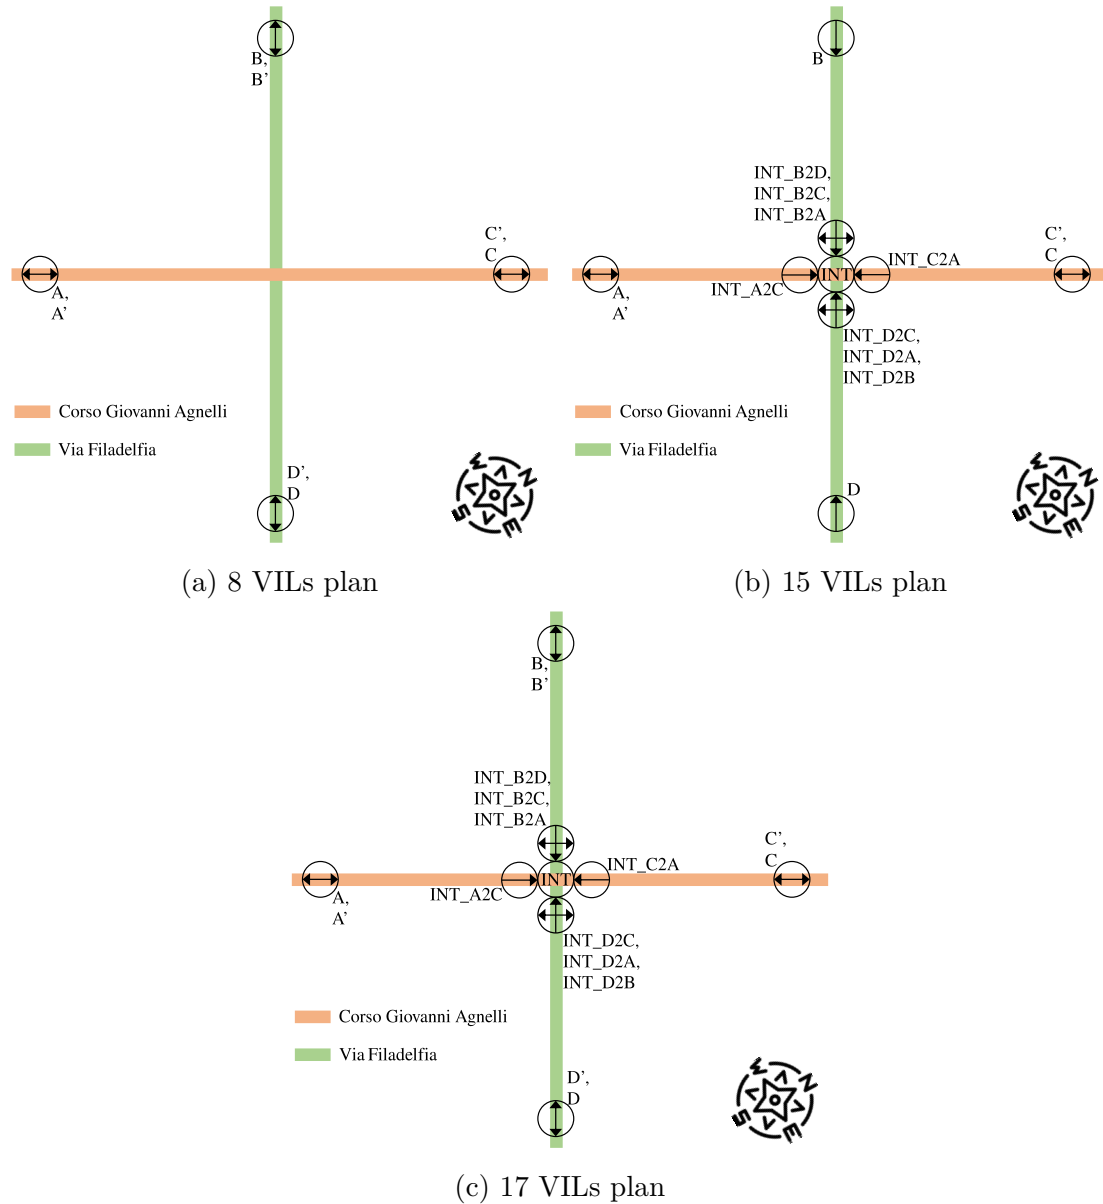 B,
B'
C',
C
A,
A'
Corso Giovanni Agnelli
Via Filadelfia
D',
D
W
N
S
E
(a) 8 VILs plan
B
INT_B2D,
INT_B2C,
INT_B2A
C',
C
INT_C2A
INT
INT_A2C
A,
A'
INT_D2C,
INT_D2A,
INT_D2B
Corso Giovanni Agnelli
Via Filadelfia
D
W
N
S
E
(b) 15 VILs plan
B,
B'
INT_B2D,
INT_B2C,
INT_B2A
C',
C
INT_C2A
INT
INT_A2C
A,
A'
INT_D2C,
INT_D2A,
INT_D2B
Corso Giovanni Agnelli
Via Filadelfia
D',
D
W
N
S
E
(c) 17 VILs plan